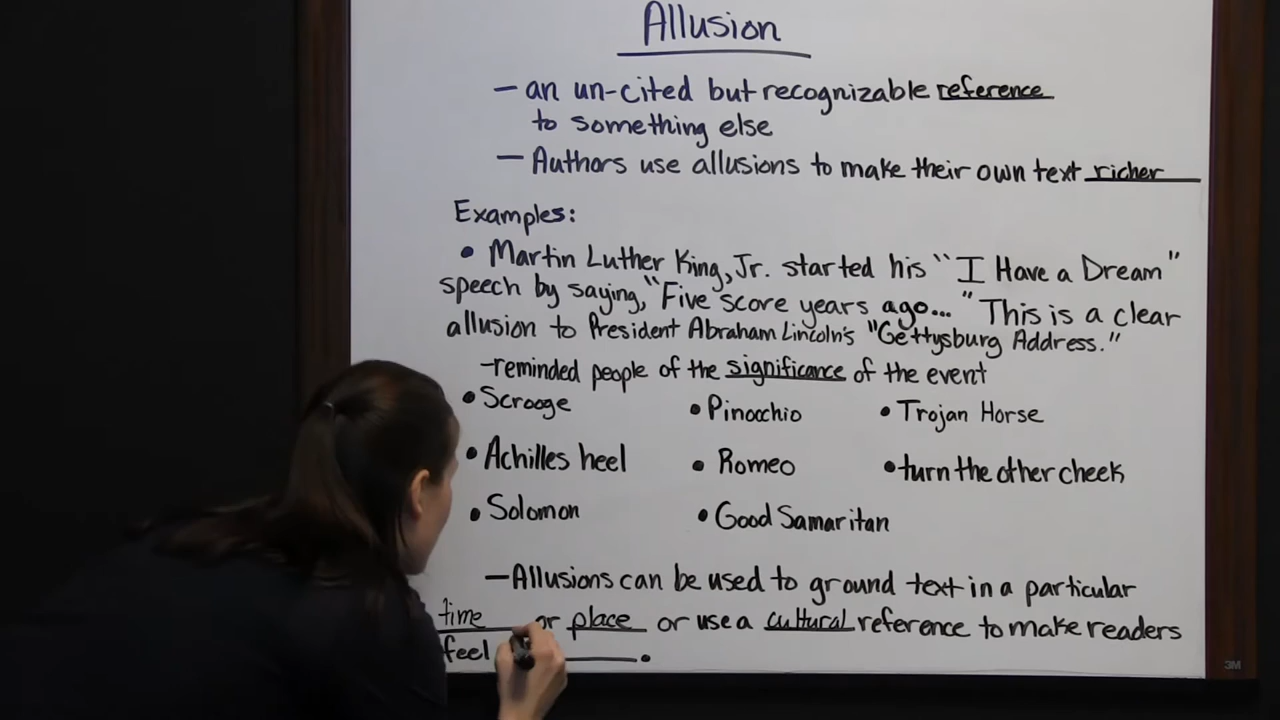 Allusion
- an un-cited but recognizable reference
to something else
- Authors use allusions to make their own text richer
Examples:
• Martin Luther King, Jr. started his "I Have a Dream"
speech by saying, "Five score years ago..." This is a clear
allusion to President Abraham Lincoln's "Gettysburg Address."
-reminded people of the significance of the event
• Scrooge • Pinocchio • Trojan Horse
• Achilles heel • Romeo • turn the other cheek
• Solomon • Good Samaritan
- Allusions can be used to ground text in a particular
time or place or use a cultural reference to make readers
feel ______.
3M